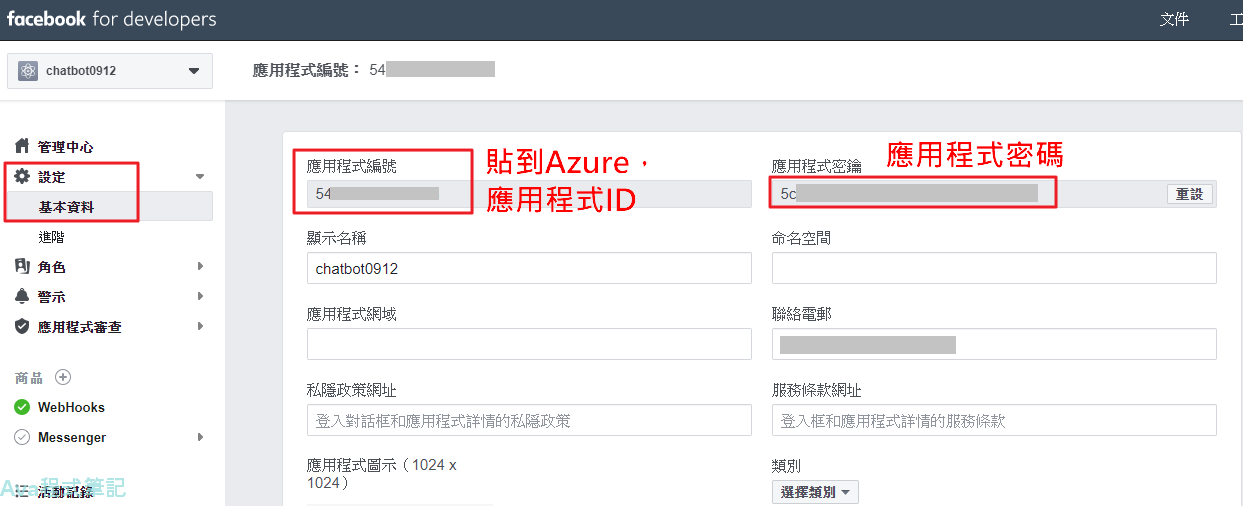 facebook for developers
文件
工
chatbot0912
應用程式編號： 54
管理中心
設定
基本資料
進階
角色
警示
應用程式審查
商品
WebHooks
Messenger
活動記錄
Ava程式筆記
應用程式編號
54
貼到Azure，
應用程式ID
應用程式密鑰
應用程式密碼
5c
重設
顯示名稱
chatbot0912
命名空間
應用程式網域
聯絡電郵
私隱政策網址
登入對話框和應用程式詳情的私隱政策
服務條款網址
登入框和應用程式詳情的服務條款
應用程式圖示（1024 x
1024）
類別
選擇類別